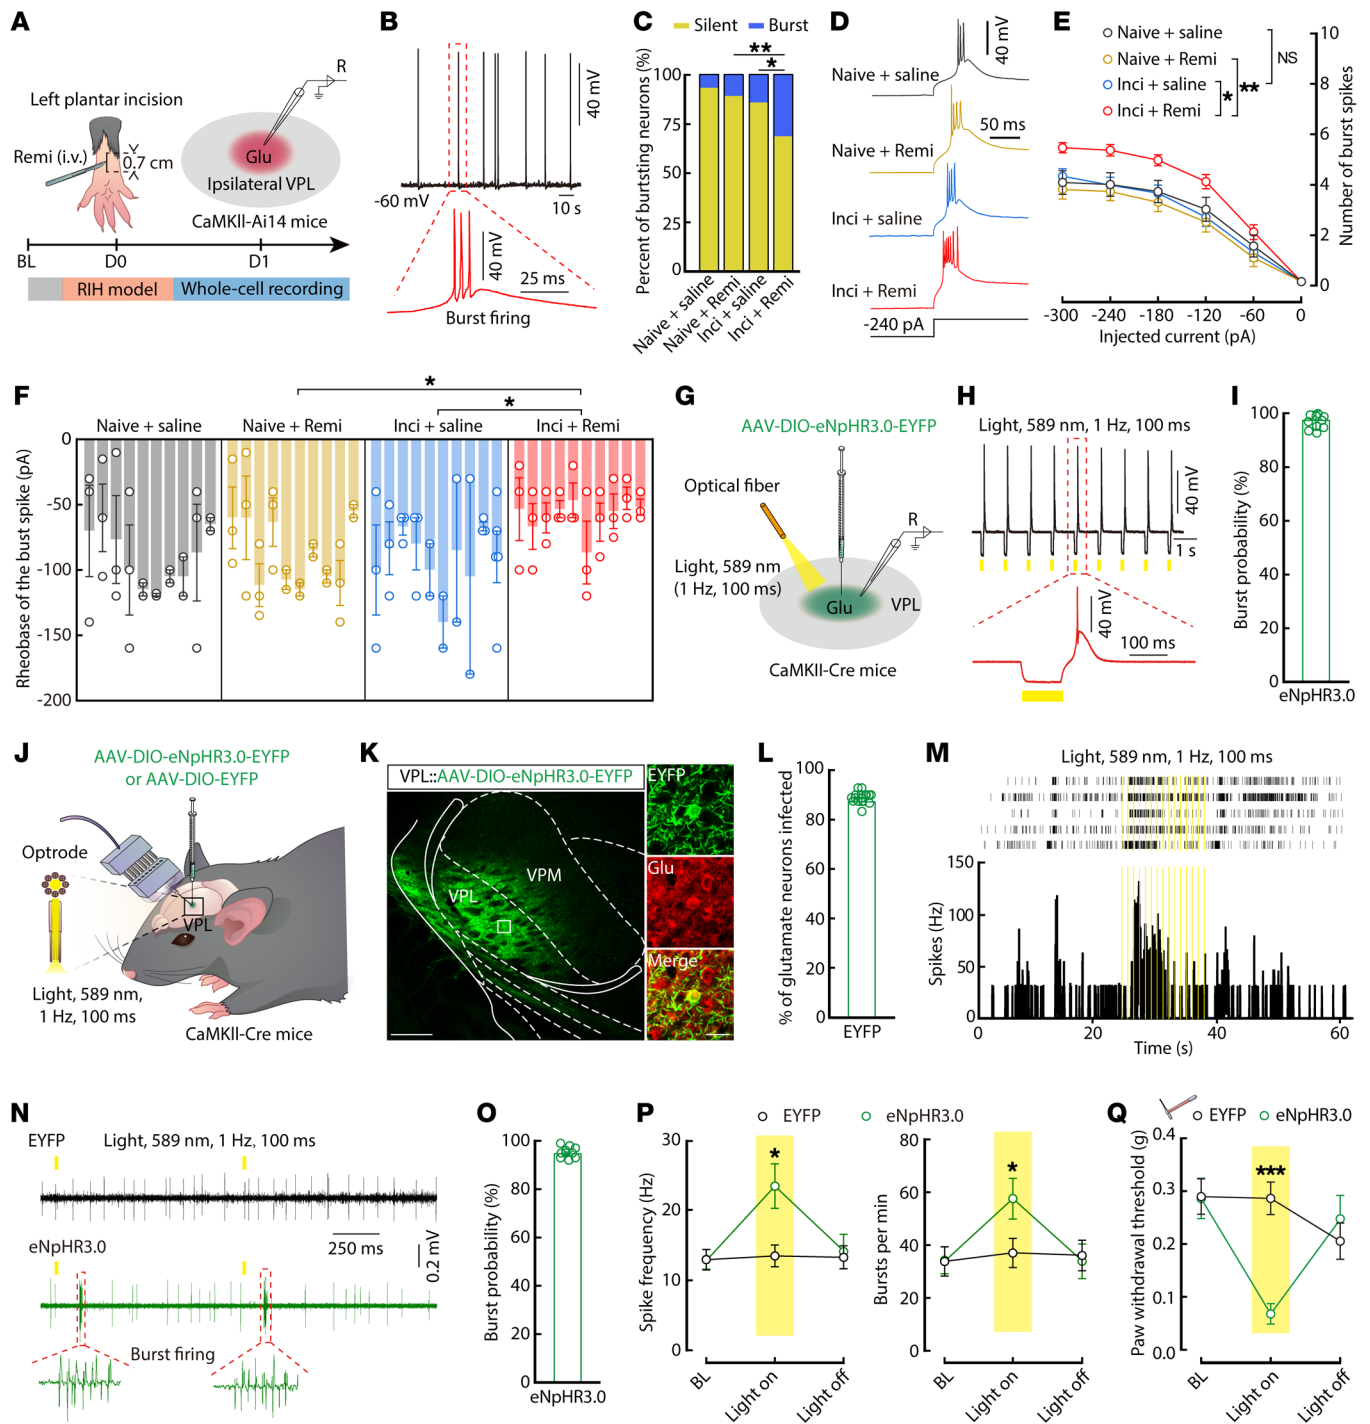 A
Left plantar incision
Remi (i.v.)
0.7 cm
R
Glu
Ipsilateral VPL
CaMKII-Ai14 mice
BL
D0
D1
RIH model
Whole-cell recording
B
40 mV
-60 mV
10 s
40 mV
25 ms
Burst firing
C
Silent
Burst
**
*
Percent of burtsting neurons (%)
100
75
50
25
0
Naive + saline
Naive + Remi
Inci + saline
Inci + Remi
D
40 mV
Naive + saline
50 ms
Naive + Remi
Inci + saline
Inci + Remi
-240 pA
E
Naive + saline
Naive + Remi
Inci + saline
Inci + Remi
*
**
NS
Number of burst spikes
10
8
6
4
2
0
-300
-240
-180
-120
-60
0
Injected current (pA)
F
*
*
Naive + saline
Naive + Remi
Inci + saline
Inci + Remi
Rheobase of the bust spike (pA)
0
-50
-100
-150
-200
G
AAV-DIO-eNpHR3.0-EYFP
Optical fiber
R
Light, 589 nm
(1 Hz, 100 ms)
Glu
VPL
CaMKII-Cre mice
H
Light, 589 nm, 1 Hz, 100 ms
40 mV
1 s
40 mV
100 ms
I
Burst probability (%)
100
80
60
40
20
0
eNpHR3.0
J
AAV-DIO-eNpHR3.0-EYFP
or AAV-DIO-EYFP
Optrode
VPL
Light, 589 nm,
1 Hz, 100 ms
CaMKII-Cre mice
K
VPL::AAV-DIO-eNpHR3.0-EYFP
VPM
VPL
EYFP
Glu
Merge
L
% of glutamate neurons infected
100
80
60
40
20
0
EYFP
M
Light, 589 nm, 1 Hz, 100 ms
Spikes (Hz)
150
100
50
0
0
20
40
60
Time (s)
N
EYFP
Light, 589 nm, 1 Hz, 100 ms
250 ms
0.2 mV
eNpHR3.0
Burst firing
O
Burst probability (%)
100
80
60
40
20
0
eNpHR3.0
P
EYFP
eNpHR3.0
Spike frequency (Hz)
30
20
10
0
*
BL
Light on
Light off
Bursts per min
80
60
40
20
0
*
BL
Light on
Light off
Q
EYFP
eNpHR3.0
Paw withdrawal threshold (g)
0.4
0.3
0.2
0.1
0.0
***
BL
Light on
Light off